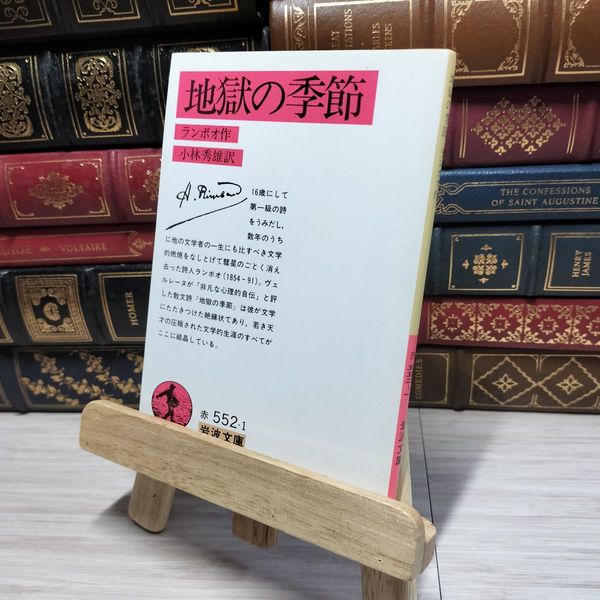 地獄の季節
ランボオ作
小林秀雄訳
16歳にして
第一級の詩
をうみだし,
数年のうち
に他の文学者の一生にも比すべき文学
的燃焼をなしとげて彗星のごとく消え
去った詩人ランボオ(1854-91)。ヴェ
ルレーヌが「非凡な心理的自伝」と評
した散文詩『地獄の季節』は彼が文学
にたたきつけた絶縁状であり,若き天
才の圧縮された文学的生涯のすべてが
ここに結晶している。
赤 552-1
岩波文庫
VOLTAIRE
HOMER
THE CONFESSIONS
OF SAINT AUGUSTINE
HENRY
JAMES
COMEDIES